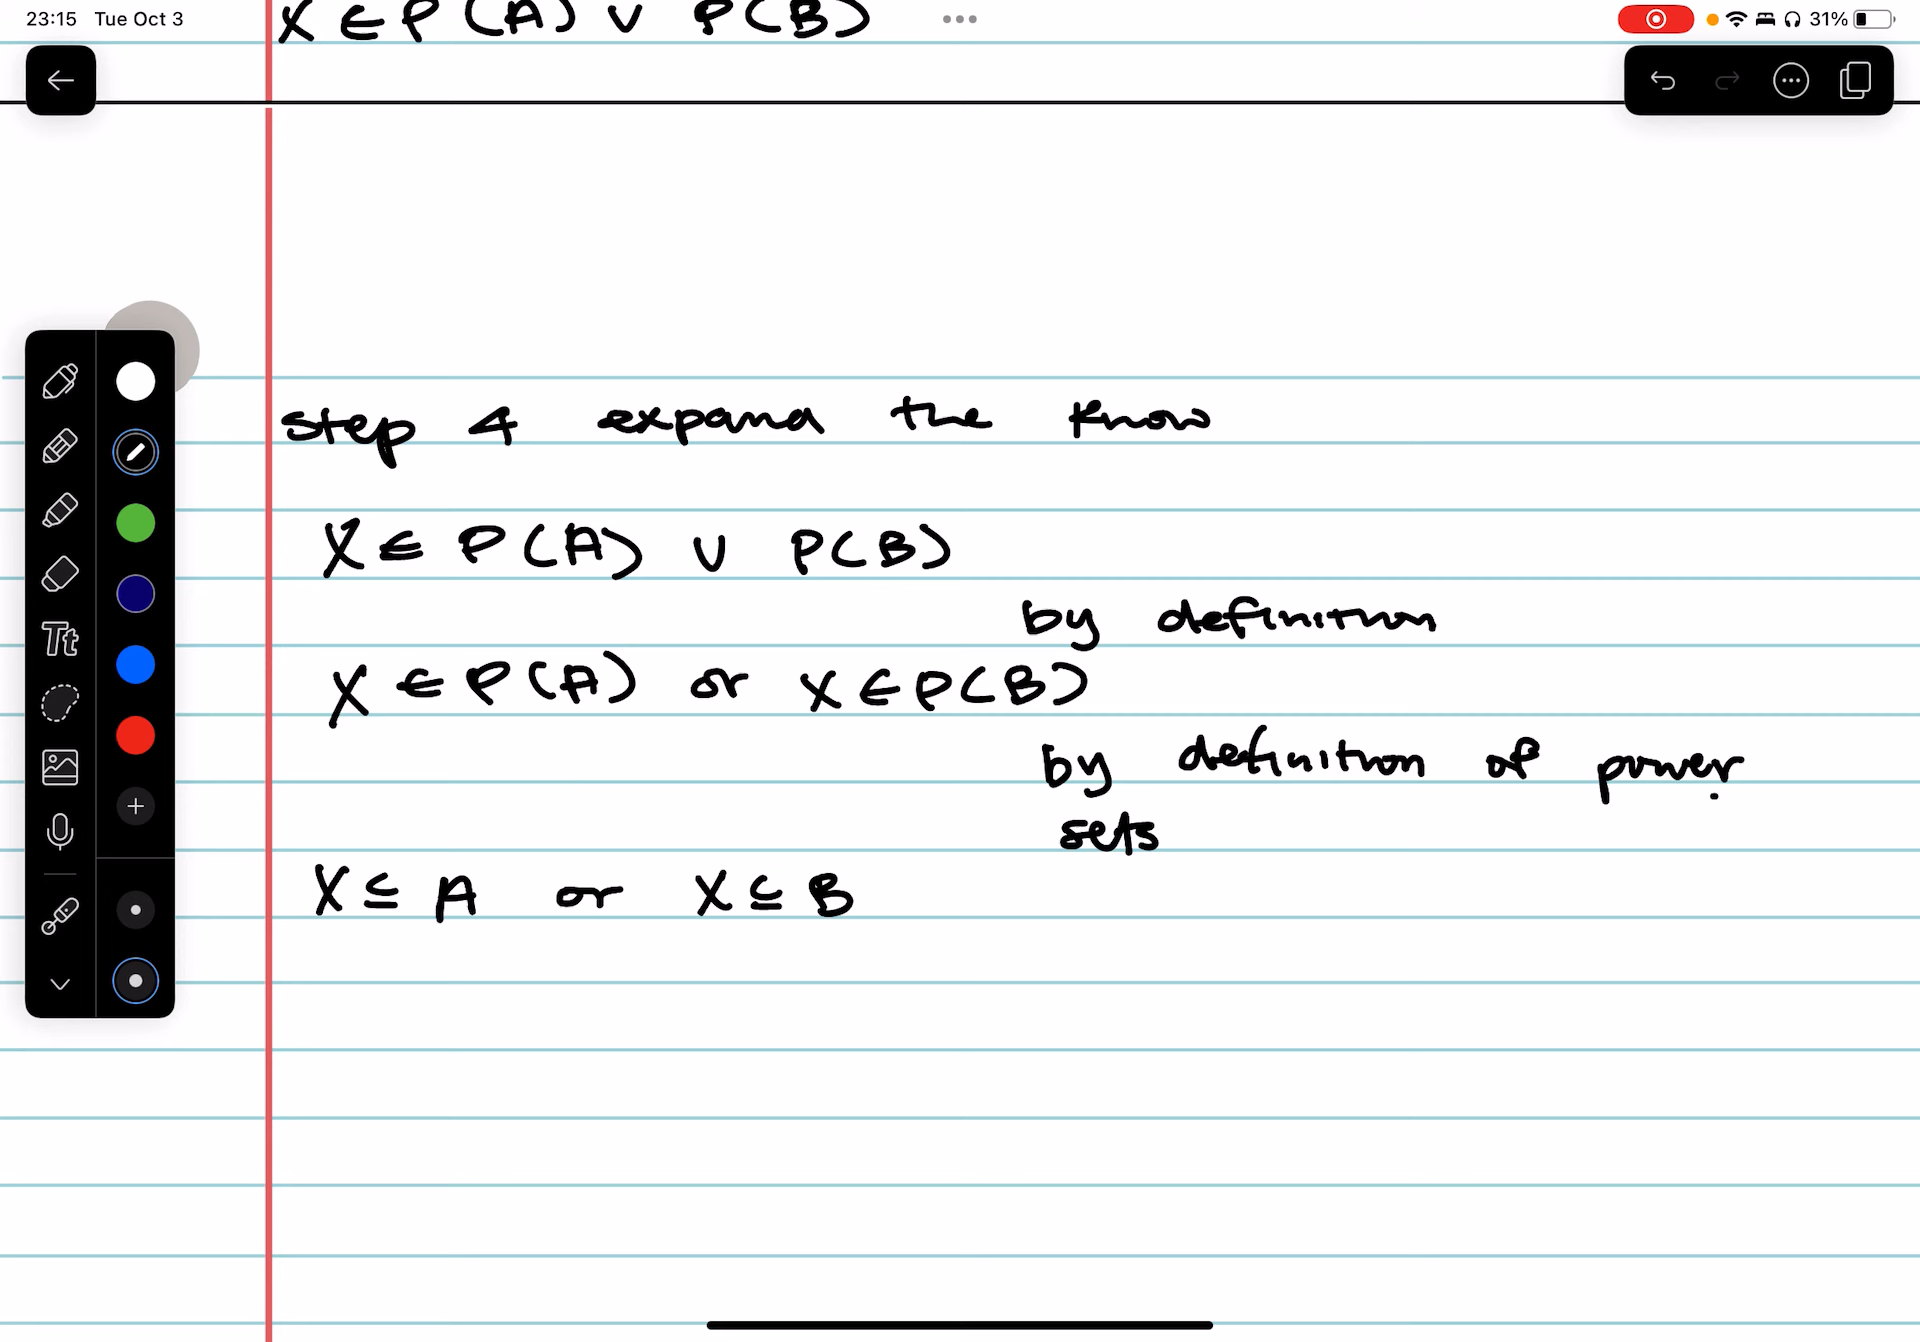 23:15 Tue Oct 3
31%
X ∈ P(A) ∪ P(B)
Tt
step 4 expand the know
X ∈ P(A) ∪ P(B)
by definition
X ∈ P(A) or X ∈ P(B)
by definition of power
sets
X ⊆ A or X ⊆ B